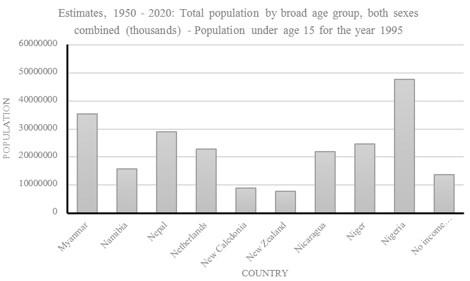 Estimates, 1950 - 2020: Total population by broad age group, both sexes
combined (thousands) - Population under age 15 for the year 1995
60000000
50000000
40000000
30000000
20000000
10000000
0
POPULATION
Myanmar
Namibia
Nepal
Netherlands
New Caledonia
New Zealand
Nicaragua
Niger
Nigeria
No income...
COUNTRY